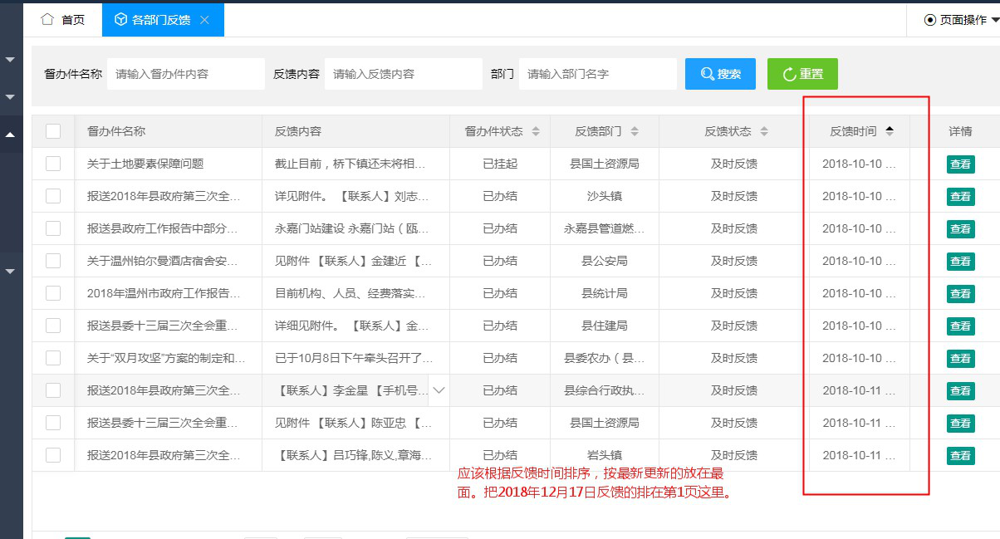 首页
各部门反馈
页面操作
督办件名称 请输入督办件内容 反馈内容 请输入反馈内容 部门 请输入部门名字 搜索 重置
督办件名称 反馈内容 督办件状态 反馈部门 反馈状态 反馈时间 详情
关于土地要素保障问题 截止目前，桥下镇还未将相... 已挂起 县国土资源局 及时反馈 2018-10-10 ... 查看
报送2018年县政府第三次全... 详见附件。 【联系人】刘志... 已办结 沙头镇 及时反馈 2018-10-10 ... 查看
报送县政府工作报告中部分... 永嘉门站建设 永嘉门站（瓯... 已办结 永嘉县管道燃... 及时反馈 2018-10-10 ... 查看
关于温州铂尔曼酒店宿舍安... 见附件 【联系人】金建近 【... 已办结 县公安局 及时反馈 2018-10-10 ... 查看
2018年温州市政府工作报告... 目前机构、人员、经费落实... 已办结 县统计局 及时反馈 2018-10-10 ... 查看
报送县委十三届三次全会重... 详细见附件。 【联系人】金... 已办结 县住建局 及时反馈 2018-10-10 ... 查看
关于“双月攻坚”方案的制定和... 已于10月8日下午牵头召开了... 已办结 县委农办（县... 及时反馈 2018-10-10 ... 查看
报送2018年县政府第三次全... 【联系人】李金星 【手机号... 已办结 县综合行政执... 及时反馈 2018-10-11 ... 查看
报送县委十三届三次全会重... 见附件 【联系人】陈亚忠 【... 已办结 县国土资源局 及时反馈 2018-10-11 ... 查看
报送2018年县政府第三次全... 【联系人】吕巧锋,陈义,章海... 已办结 岩头镇 及时反馈 2018-10-11 ... 查看
应该根据反馈时间排序，按最新更新的放在最
面。把2018年12月17日反馈的排在第1页这里。